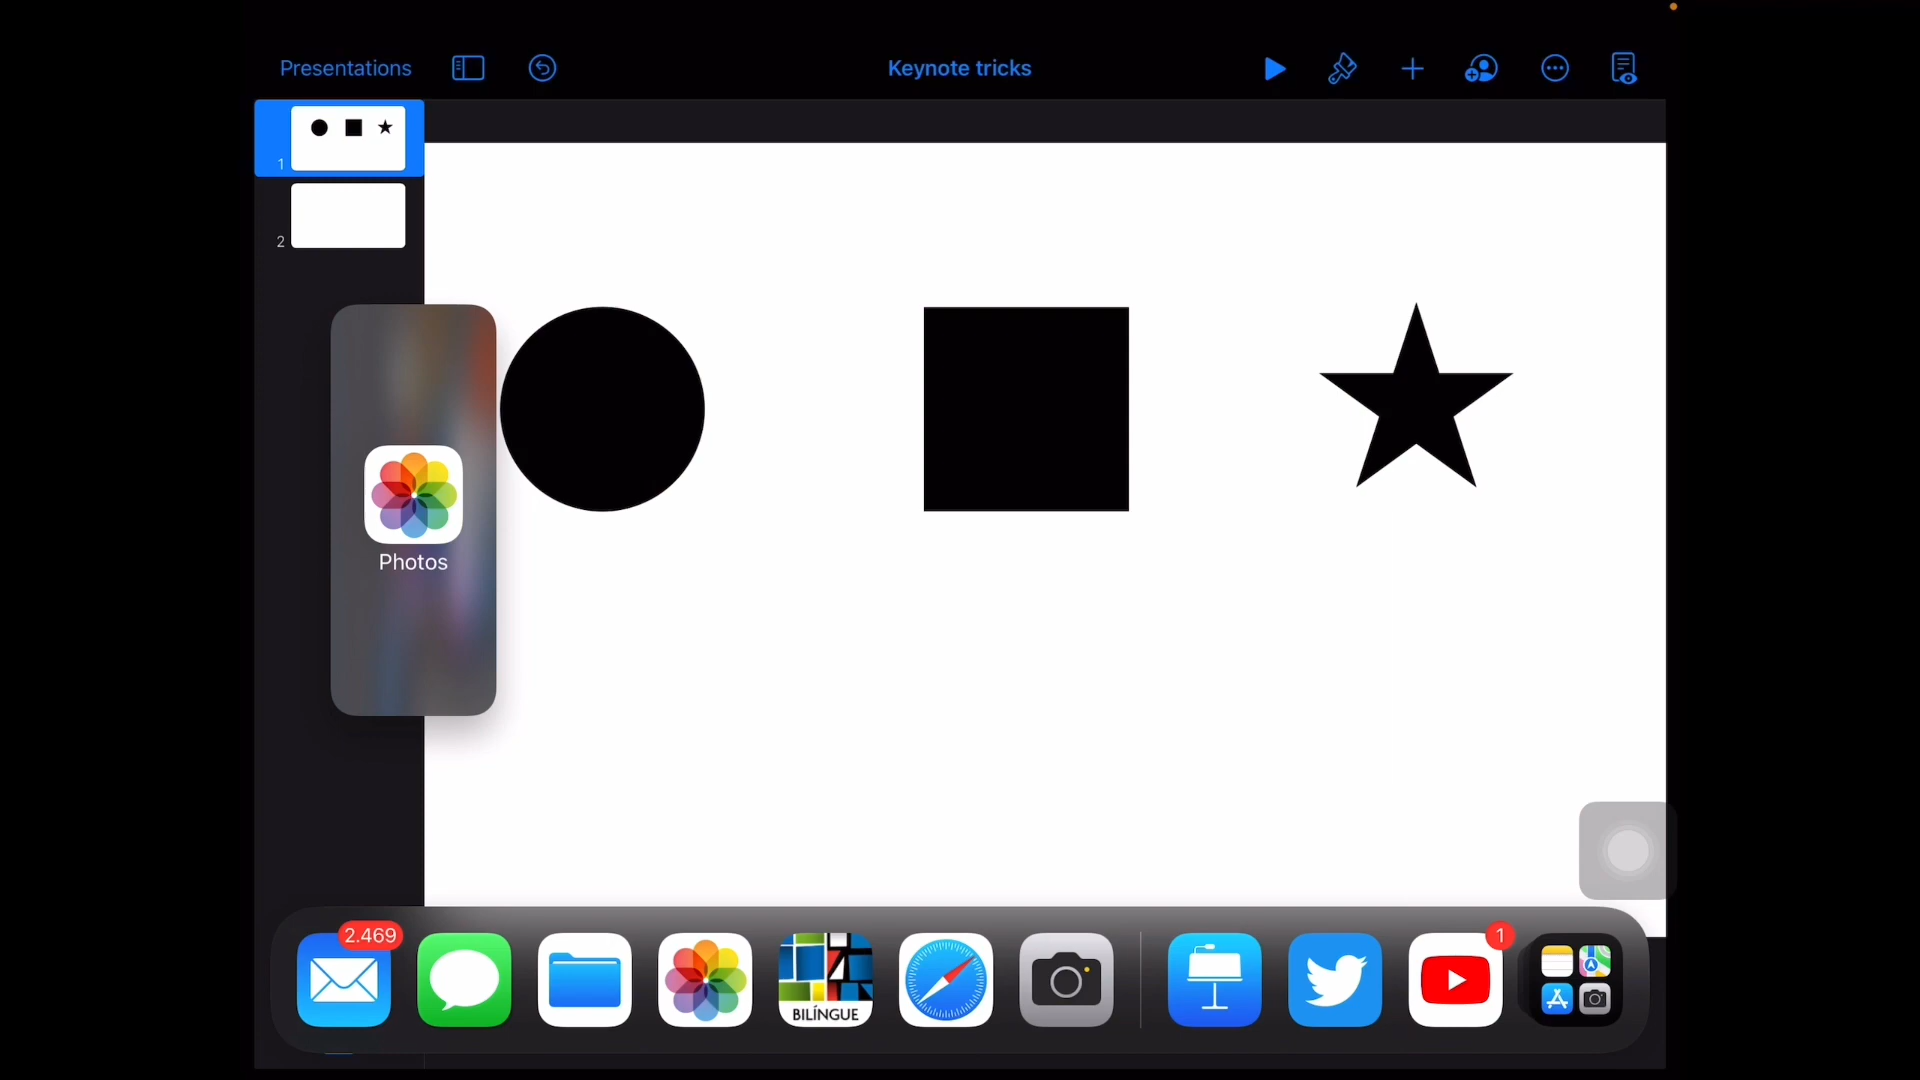 Presentations
Keynote tricks
1
2
Photos
2.469
BILÍNGUE
1